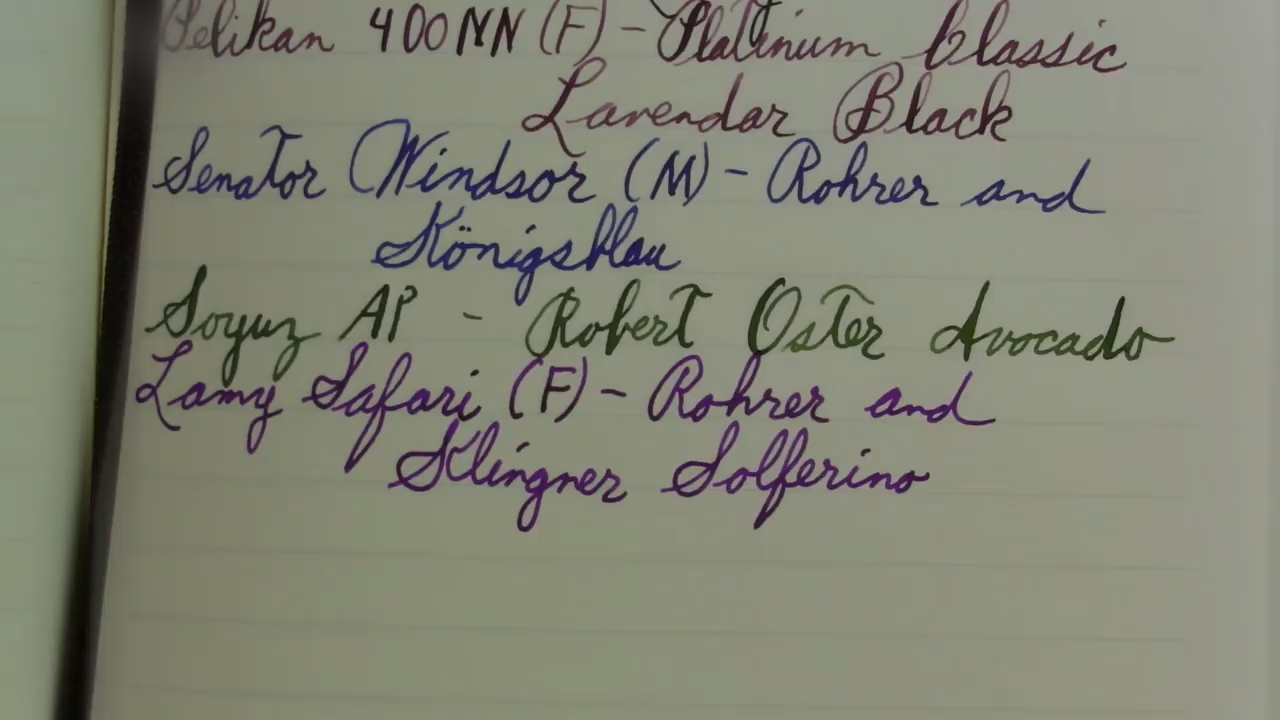 Pelikan 400NN (F) - Platinum Classic
Lavendar Black
Senator Windsor (M) - Rohrer and
Königsblau
Soyuz AP - Robert Oster Avocado
Lamy Safari (F) - Rohrer and
Klingner Solferino